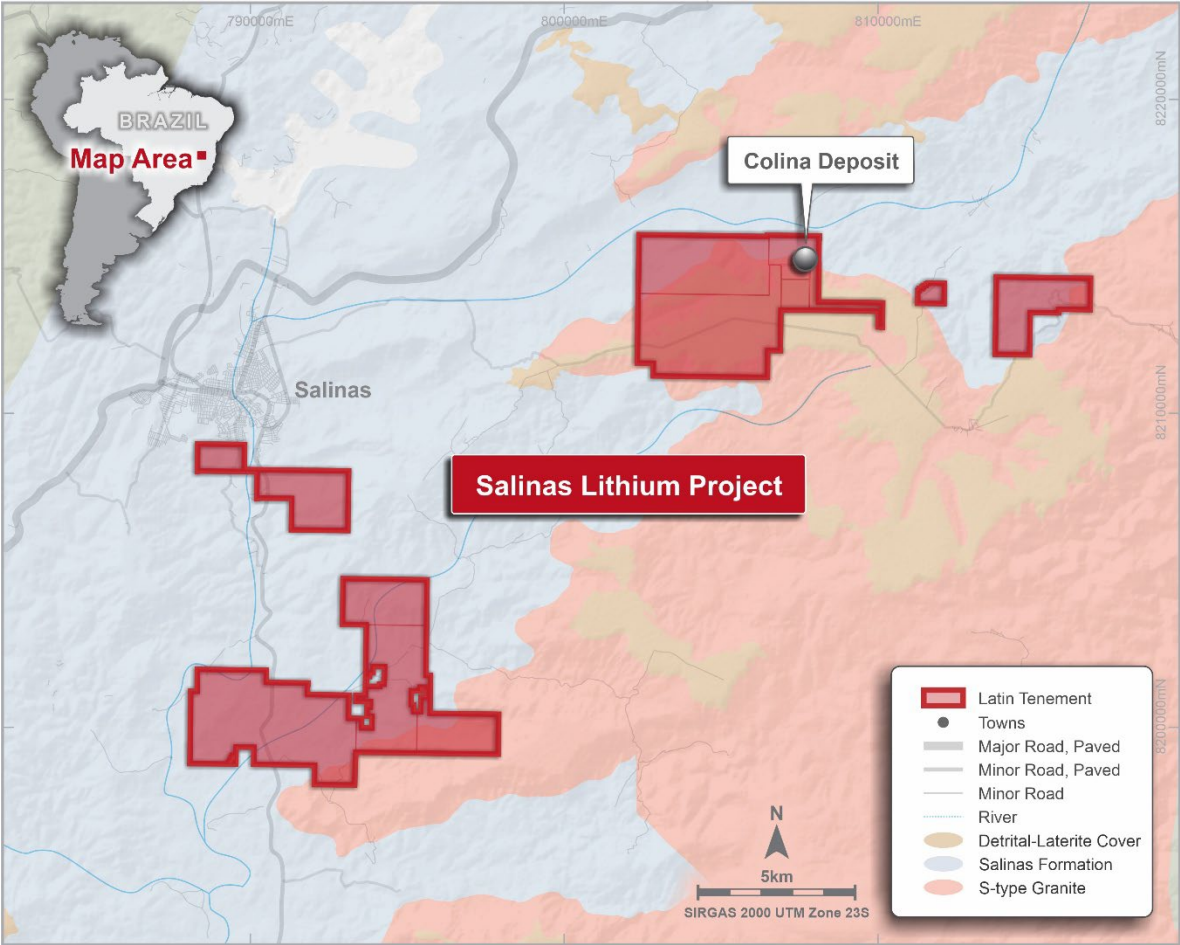 790000mE
800000mE
810000mE
8220000mN
BRAZIL
Map Area
Colina Deposit
Salinas
8210000mN
Salinas Lithium Project
8200000mN
Latin Tenement
Towns
Major Road, Paved
Minor Road, Paved
Minor Road
River
Detrital-Laterite Cover
Salinas Formation
S-type Granite
N
5km
SIRGAS 2000 UTM Zone 23S